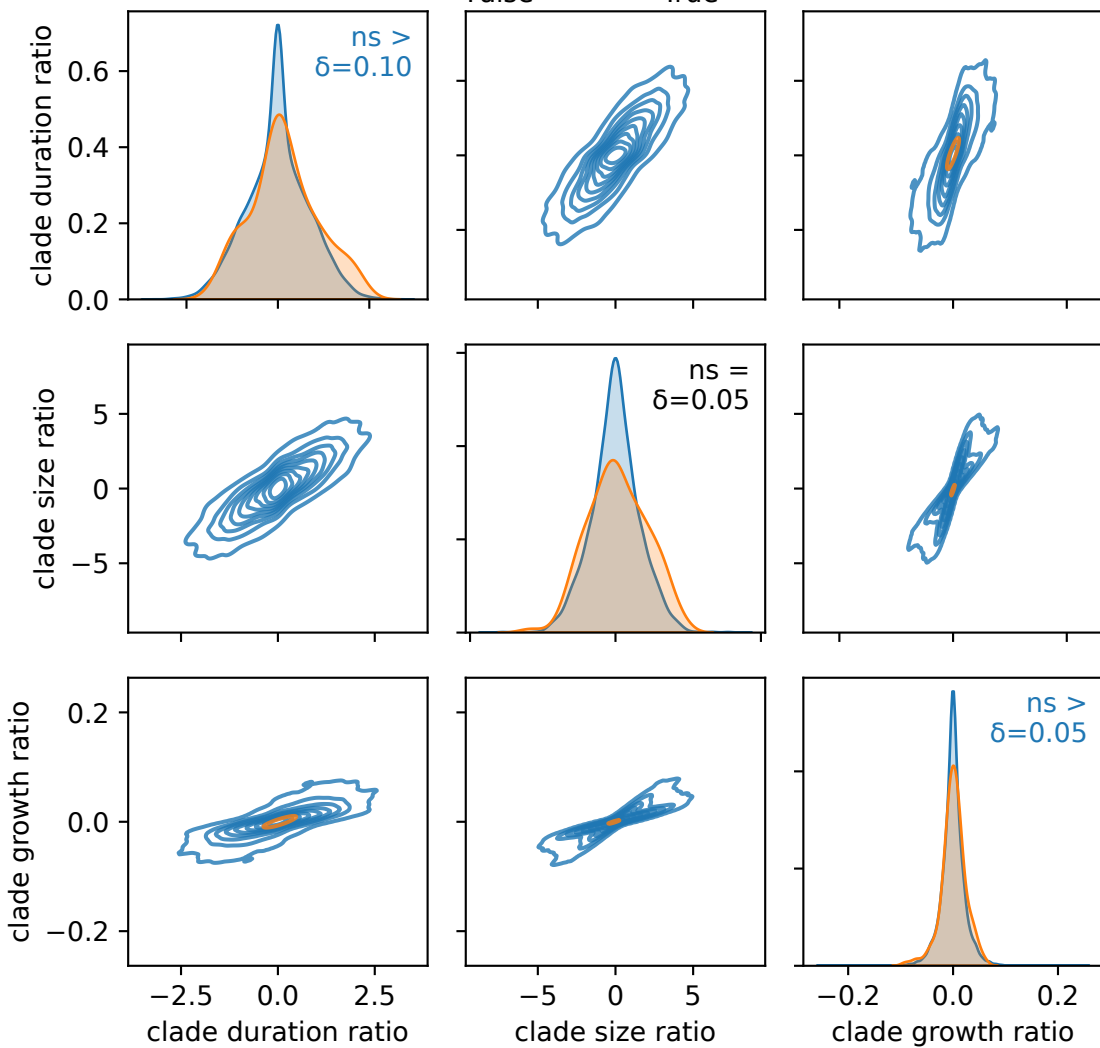 clade duration ratio
0.6
0.4
0.2
0.0
ns >
δ=0.10
clade size ratio
5
0
−5
ns =
δ=0.05
clade growth ratio
0.2
0.0
−0.2
ns >
δ=0.05
−2.5
0.0
2.5
−5
0
5
−0.2
0.0
0.2
clade duration ratio
clade size ratio
clade growth ratio